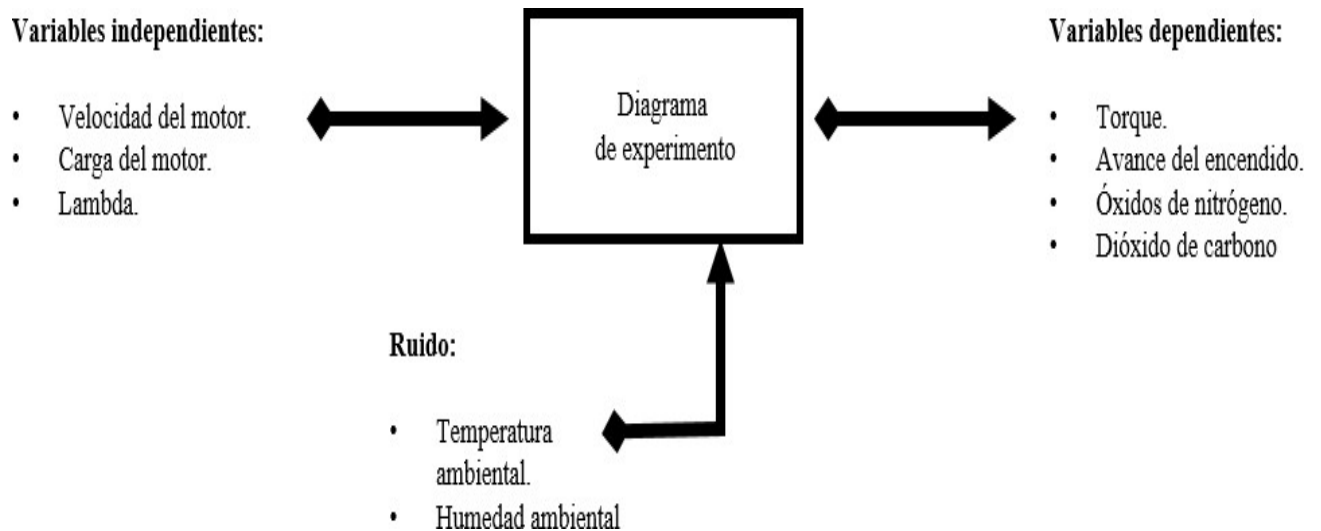 Variables independientes:
• Velocidad del motor.
• Carga del motor.
• Lambda.
Diagrama
de experimento
Variables dependientes:
• Torque.
• Avance del encendido.
• Óxidos de nitrógeno.
• Dióxido de carbono
Ruido:
• Temperatura
ambiental.
• Humedad ambiental